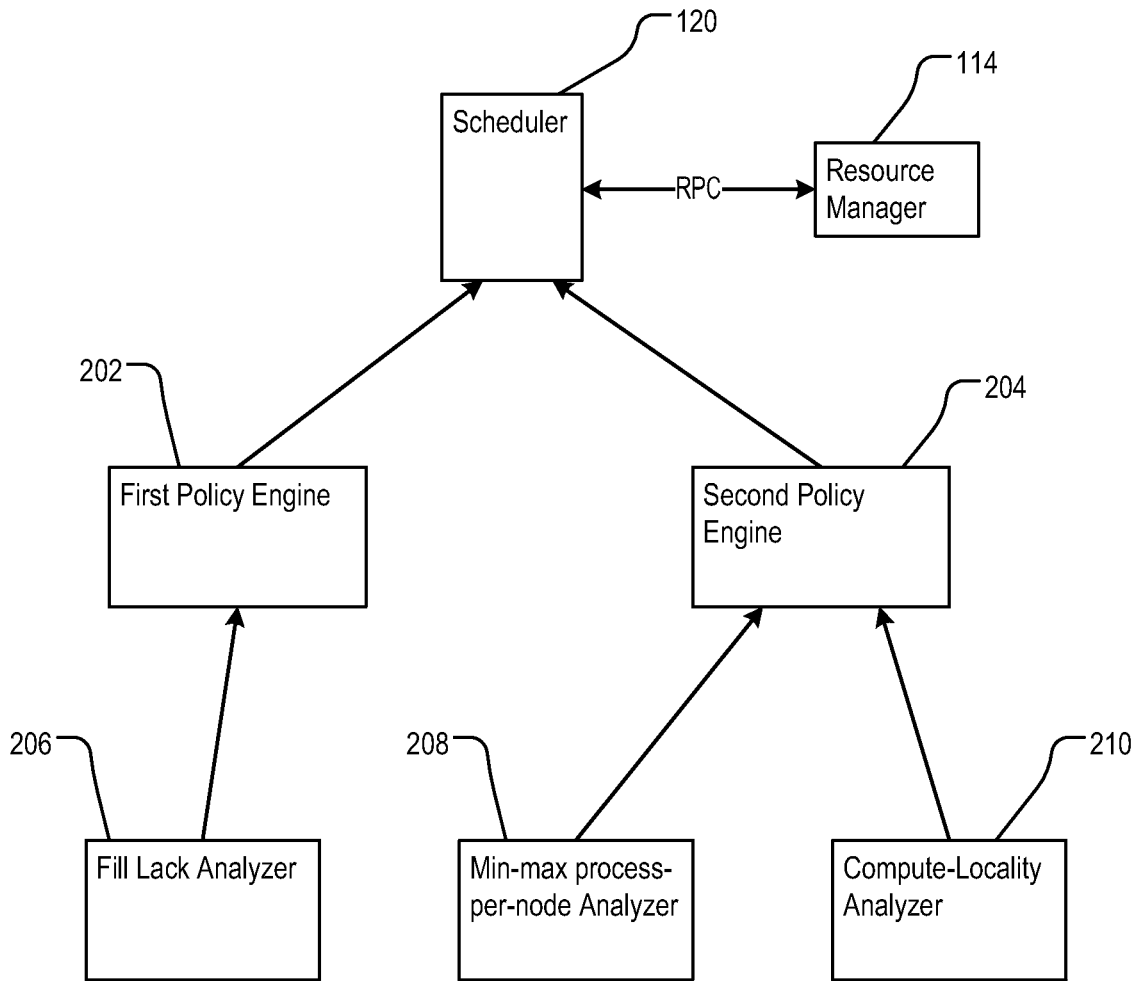 120
114
Scheduler
Resource
Manager
RPC
202
204
First Policy Engine
Second Policy
Engine
206
208
210
Fill Lack Analyzer
Min-max process-
per-node Analyzer
Compute-Locality
Analyzer